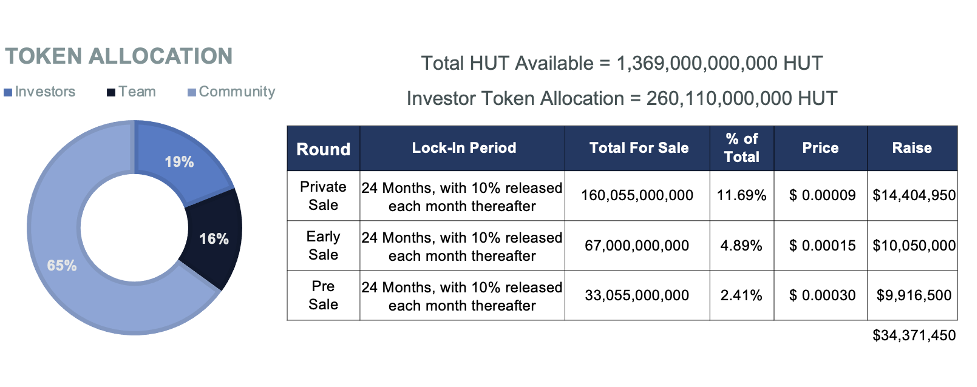 TOKEN ALLOCATION
Investors Team Community
19%
16%
65%
Total HUT Available = 1,369,000,000,000 HUT
Investor Token Allocation = 260,110,000,000 HUT
Round Lock-In Period Total For Sale % of Total Price Raise
Private Sale 24 Months, with 10% released each month thereafter 160,055,000,000 11.69% $ 0.00009 $14,404,950
Early Sale 24 Months, with 10% released each month thereafter 67,000,000,000 4.89% $ 0.00015 $10,050,000
Pre Sale 24 Months, with 10% released each month thereafter 33,055,000,000 2.41% $ 0.00030 $9,916,500
$34,371,450